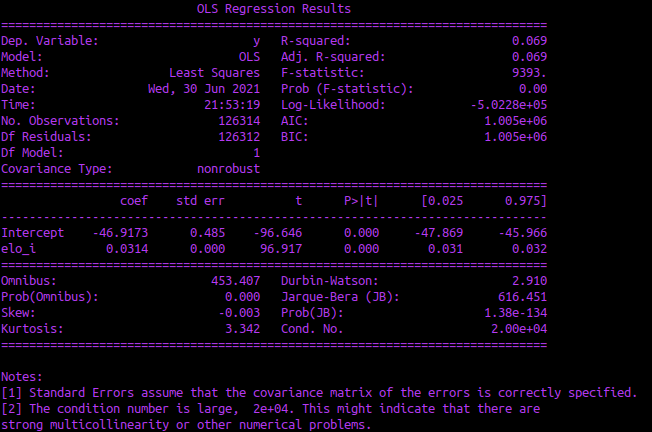 OLS Regression Results
==============================================================================
Dep. Variable:                      y   R-squared:                       0.069
Model:                            OLS   Adj. R-squared:                  0.069
Method:                 Least Squares   F-statistic:                     9393.
Date:                Wed, 30 Jun 2021   Prob (F-statistic):               0.00
Time:                        21:53:19   Log-Likelihood:            -5.0228e+05
No. Observations:              126314   AIC:                         1.005e+06
Df Residuals:                  126312   BIC:                         1.005e+06
Df Model:                           1
Covariance Type:            nonrobust
==============================================================================
                 coef    std err          t      P>|t|      [0.025      0.975]
------------------------------------------------------------------------------
Intercept    -46.9173      0.485    -96.646      0.000     -47.869     -45.966
elo_i          0.0314      0.000     96.917      0.000       0.031       0.032
==============================================================================
Omnibus:                      453.407   Durbin-Watson:                   2.910
Prob(Omnibus):                  0.000   Jarque-Bera (JB):              616.451
Skew:                          -0.003   Prob(JB):                    1.38e-134
Kurtosis:                       3.342   Cond. No.                     2.00e+04
==============================================================================
Notes:
[1] Standard Errors assume that the covariance matrix of the errors is correctly specified.
[2] The condition number is large,  2e+04. This might indicate that there are
strong multicollinearity or other numerical problems.